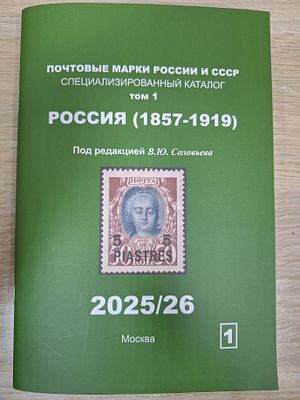 ПОЧТОВЫЕ МАРКИ РОССИИ И СССР
СПЕЦИАЛИЗИРОВАННЫЙ КАТАЛОГ
ТОМ 1
РОССИЯ (1857-1919)
Под редакцией В.Ю. Соловьева
ПОЧТА
5 5
PIASTRES
2025/26
Москва
1